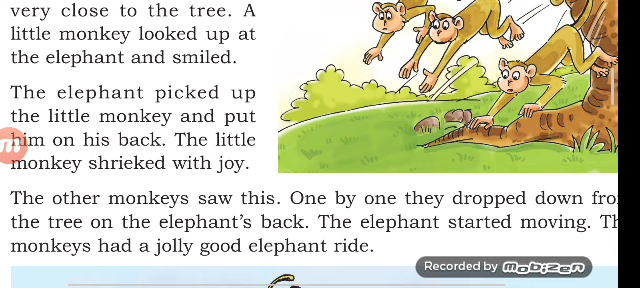 very close to the tree. A
little monkey looked up at
the elephant and smiled.
The elephant picked up
the little monkey and put
him on his back. The little
monkey shrieked with joy.
The other monkeys saw this. One by one they dropped down
the tree on the elephant's back. The elephant started moving.
monkeys had a jolly good elephant ride.
Recorded by mobizen